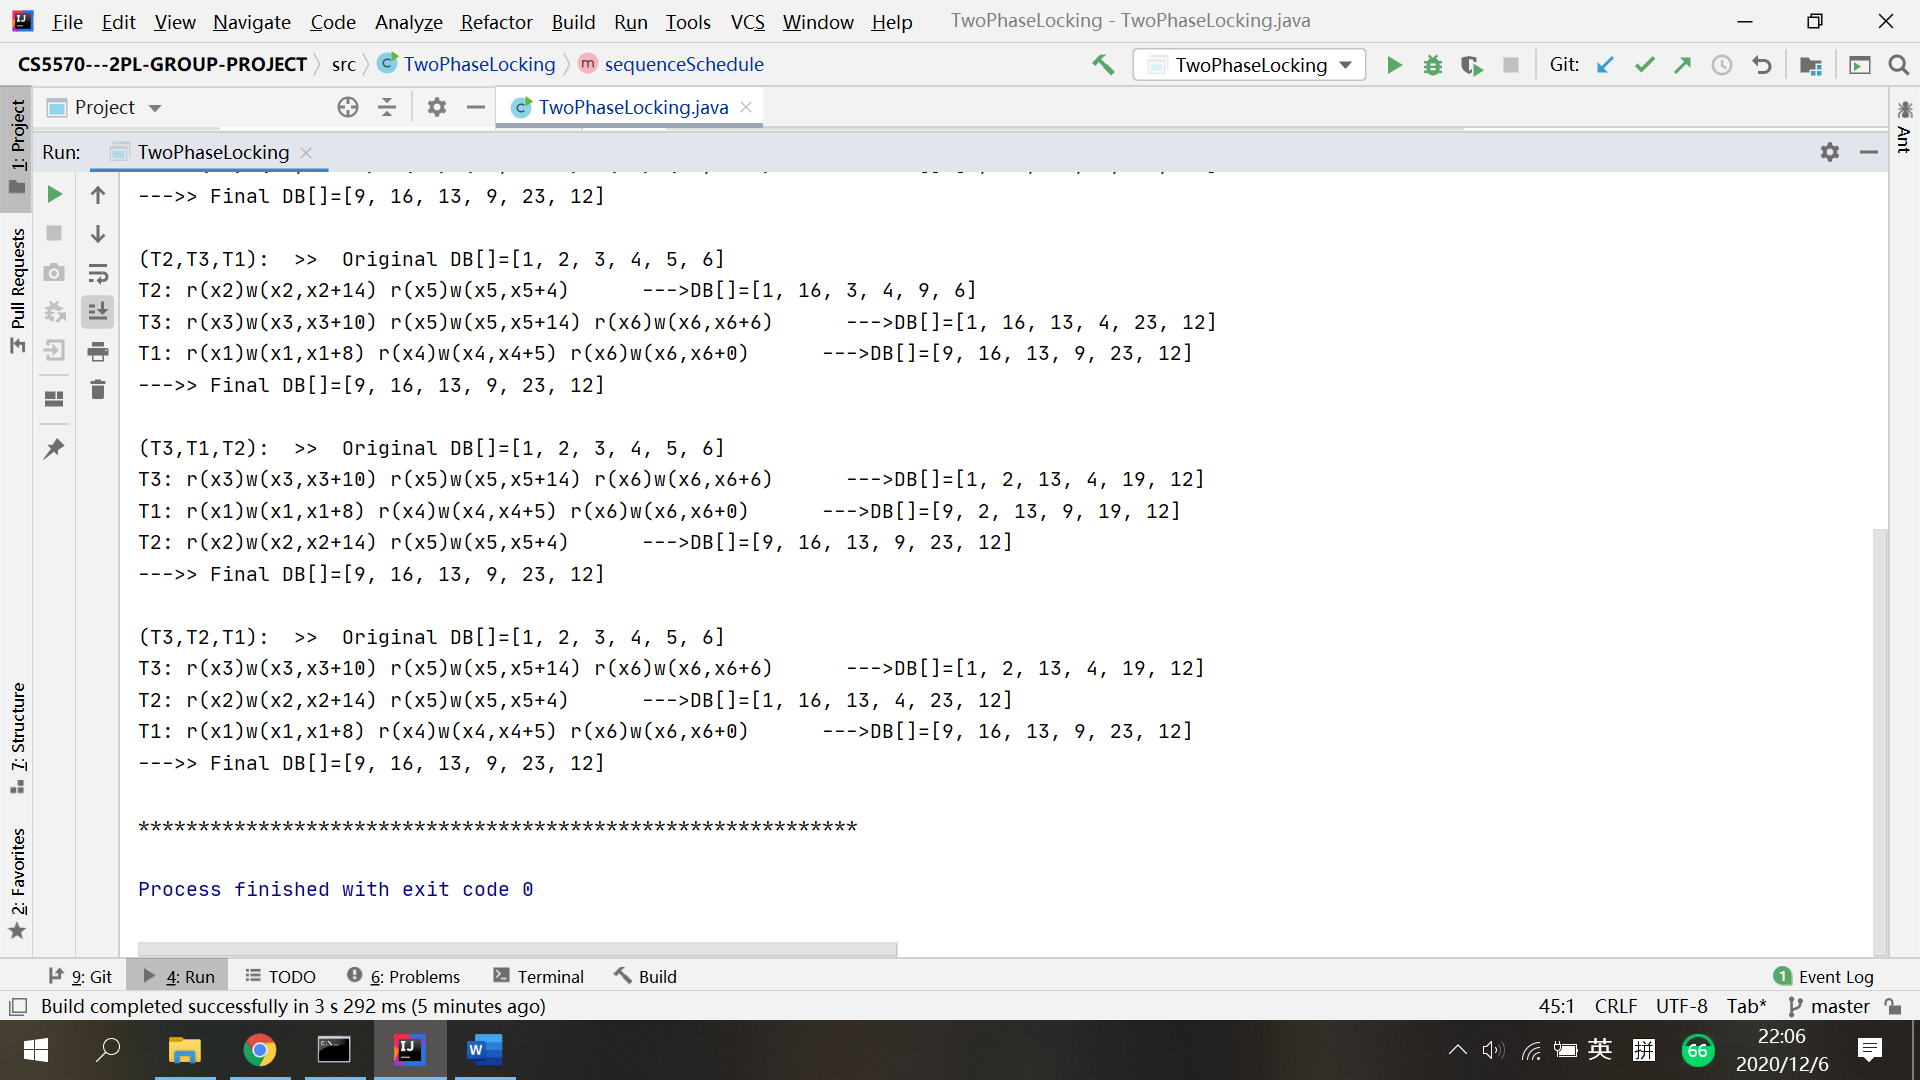 File Edit View Navigate Code Analyze Refactor Build Run Tools VCS Window Help TwoPhaseLocking - TwoPhaseLocking.java
CS5570---2PL-GROUP-PROJECT src TwoPhaseLocking sequenceSchedule TwoPhaseLocking Git:
Project TwoPhaseLocking.java
Run: TwoPhaseLocking
1: Project
Pull Requests
7: Structure
2: Favorites
Ant
--->> Final DB[]=[9, 16, 13, 9, 23, 12]
(T2,T3,T1):  >>  Original DB[]=[1, 2, 3, 4, 5, 6]
T2: r(x2)w(x2,x2+14) r(x5)w(x5,x5+4)      --->DB[]=[1, 16, 3, 4, 9, 6]
T3: r(x3)w(x3,x3+10) r(x5)w(x5,x5+14) r(x6)w(x6,x6+6)      --->DB[]=[1, 16, 13, 4, 23, 12]
T1: r(x1)w(x1,x1+8) r(x4)w(x4,x4+5) r(x6)w(x6,x6+0)      --->DB[]=[9, 16, 13, 9, 23, 12]
--->> Final DB[]=[9, 16, 13, 9, 23, 12]
(T3,T1,T2):  >>  Original DB[]=[1, 2, 3, 4, 5, 6]
T3: r(x3)w(x3,x3+10) r(x5)w(x5,x5+14) r(x6)w(x6,x6+6)      --->DB[]=[1, 2, 13, 4, 19, 12]
T1: r(x1)w(x1,x1+8) r(x4)w(x4,x4+5) r(x6)w(x6,x6+0)      --->DB[]=[9, 2, 13, 9, 19, 12]
T2: r(x2)w(x2,x2+14) r(x5)w(x5,x5+4)      --->DB[]=[9, 16, 13, 9, 23, 12]
--->> Final DB[]=[9, 16, 13, 9, 23, 12]
(T3,T2,T1):  >>  Original DB[]=[1, 2, 3, 4, 5, 6]
T3: r(x3)w(x3,x3+10) r(x5)w(x5,x5+14) r(x6)w(x6,x6+6)      --->DB[]=[1, 2, 13, 4, 19, 12]
T2: r(x2)w(x2,x2+14) r(x5)w(x5,x5+4)      --->DB[]=[1, 16, 13, 4, 23, 12]
T1: r(x1)w(x1,x1+8) r(x4)w(x4,x4+5) r(x6)w(x6,x6+0)      --->DB[]=[9, 16, 13, 9, 23, 12]
--->> Final DB[]=[9, 16, 13, 9, 23, 12]
************************************************************
Process finished with exit code 0
9: Git 4: Run TODO 6: Problems Terminal Build 1 Event Log
Build completed successfully in 3 s 292 ms (5 minutes ago) 45:1 CRLF UTF-8 Tab* master
英 拼 66 22:06
2020/12/6